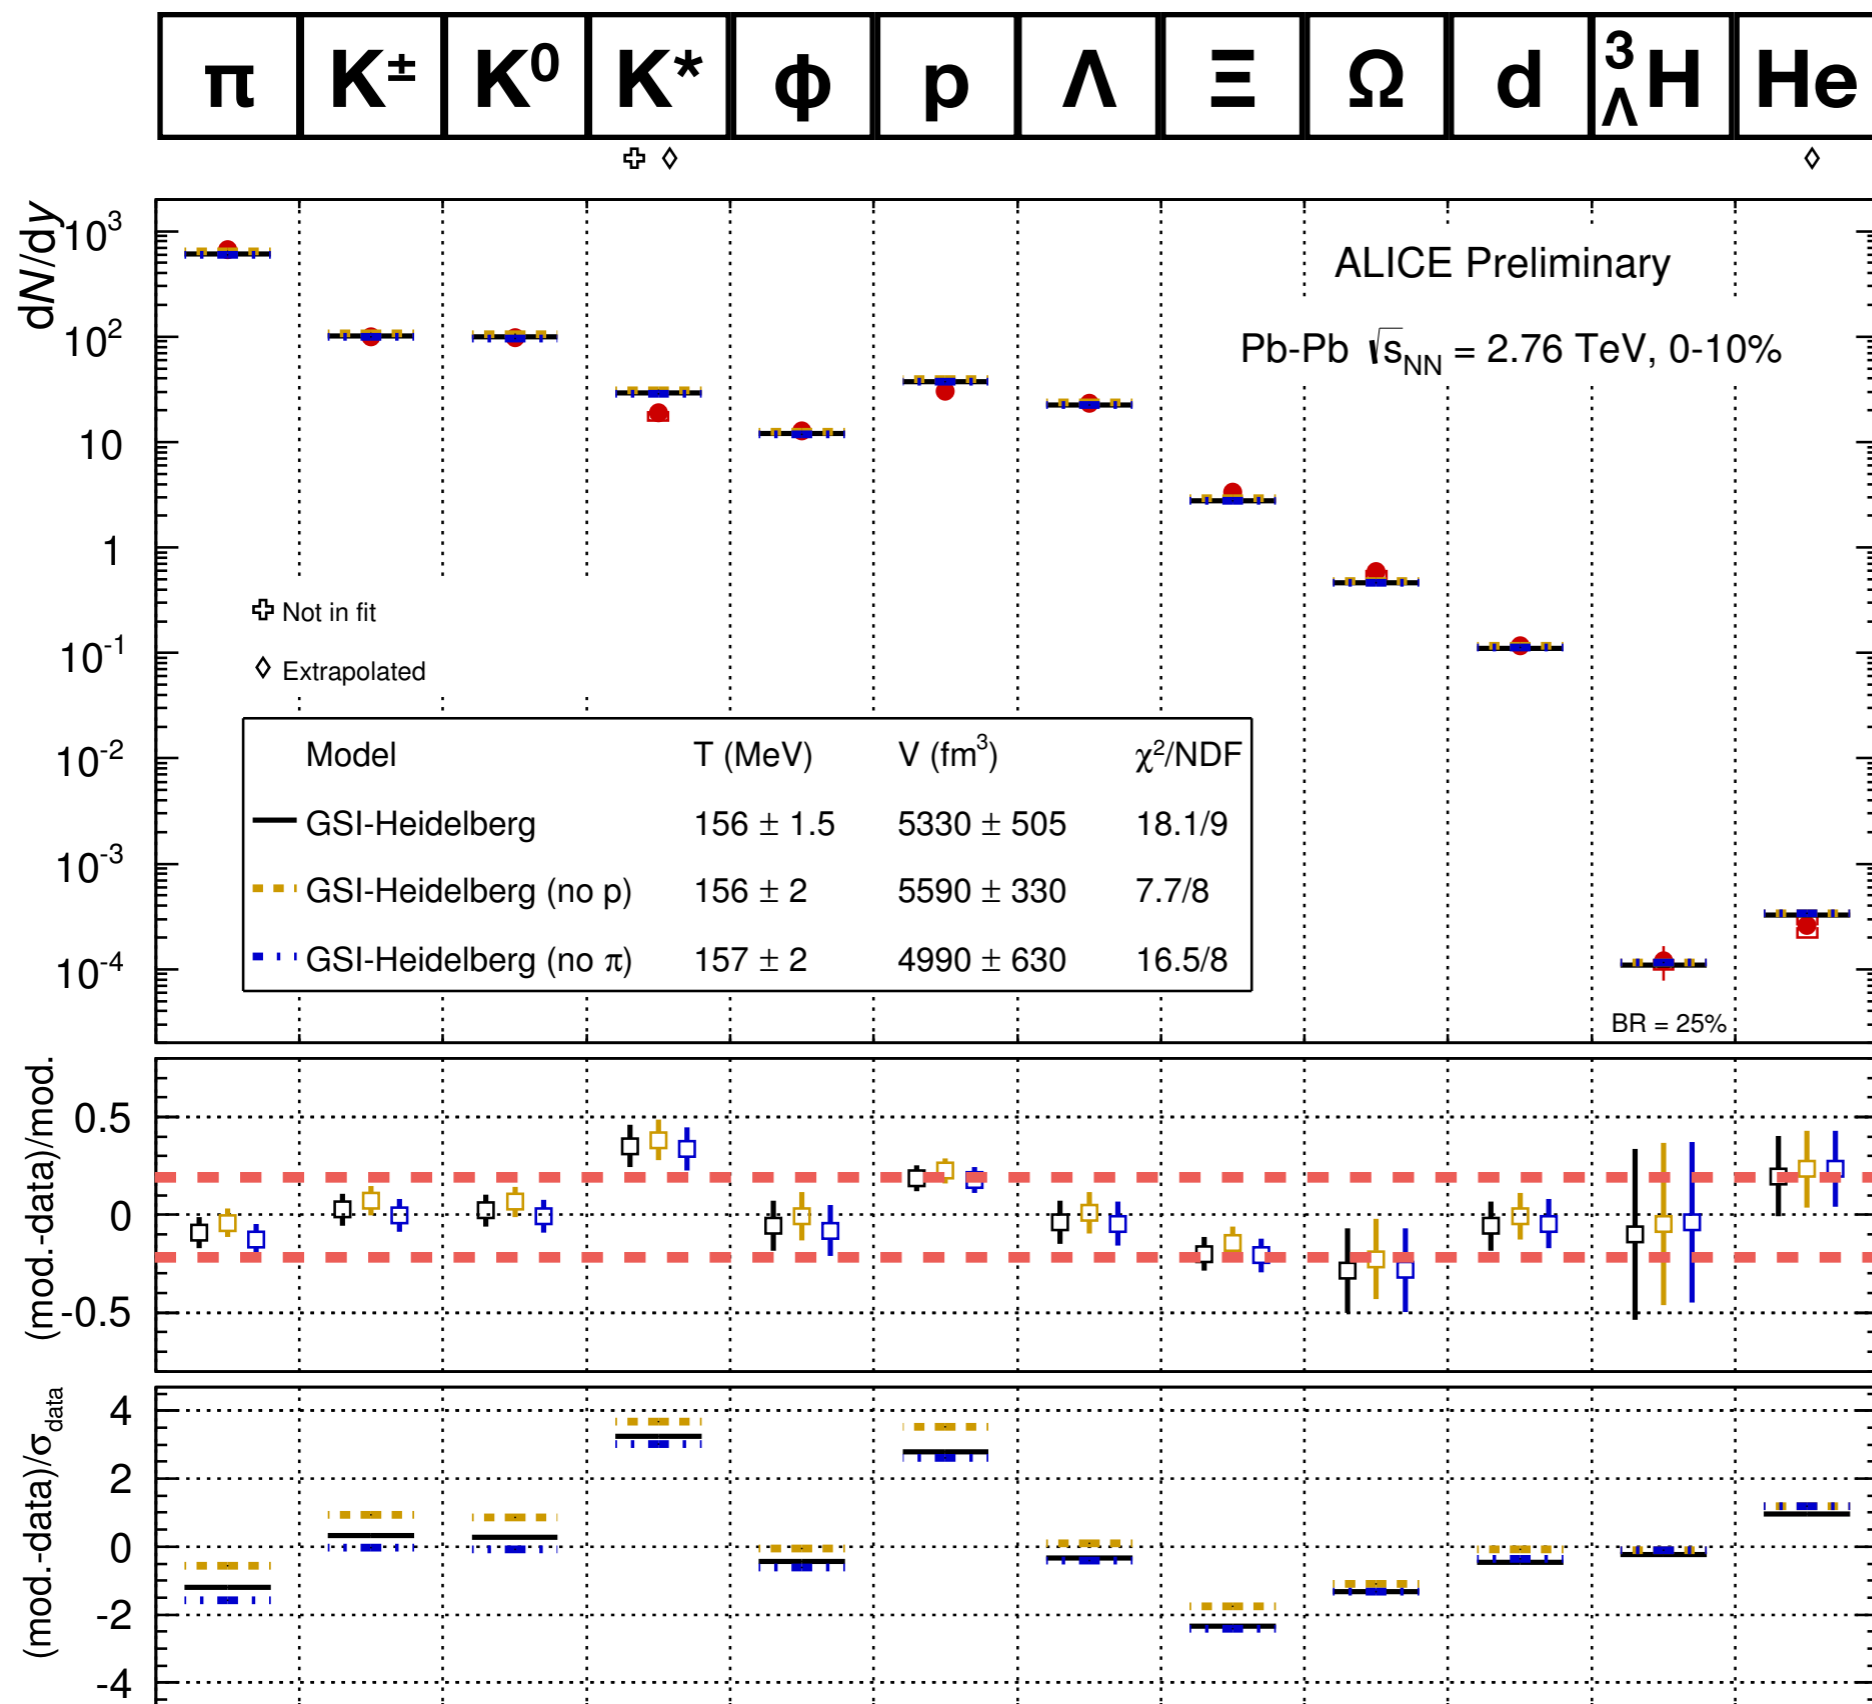 π K± K⁰ K* ϕ p Λ Ξ Ω d ³ΛH He
dN/dy
10³
10²
10
1
10⁻¹
10⁻²
10⁻³
10⁻⁴
ALICE Preliminary
Pb-Pb √sNN = 2.76 TeV, 0-10%
Not in fit
Extrapolated
Model T (MeV) V (fm³) χ²/NDF
GSI-Heidelberg 156 ± 1.5 5330 ± 505 18.1/9
GSI-Heidelberg (no p) 156 ± 2 5590 ± 330 7.7/8
GSI-Heidelberg (no π) 157 ± 2 4990 ± 630 16.5/8
BR = 25%
(mod.-data)/mod.
0.5
0
-0.5
(mod.-data)/σdata
4
2
0
-2
-4